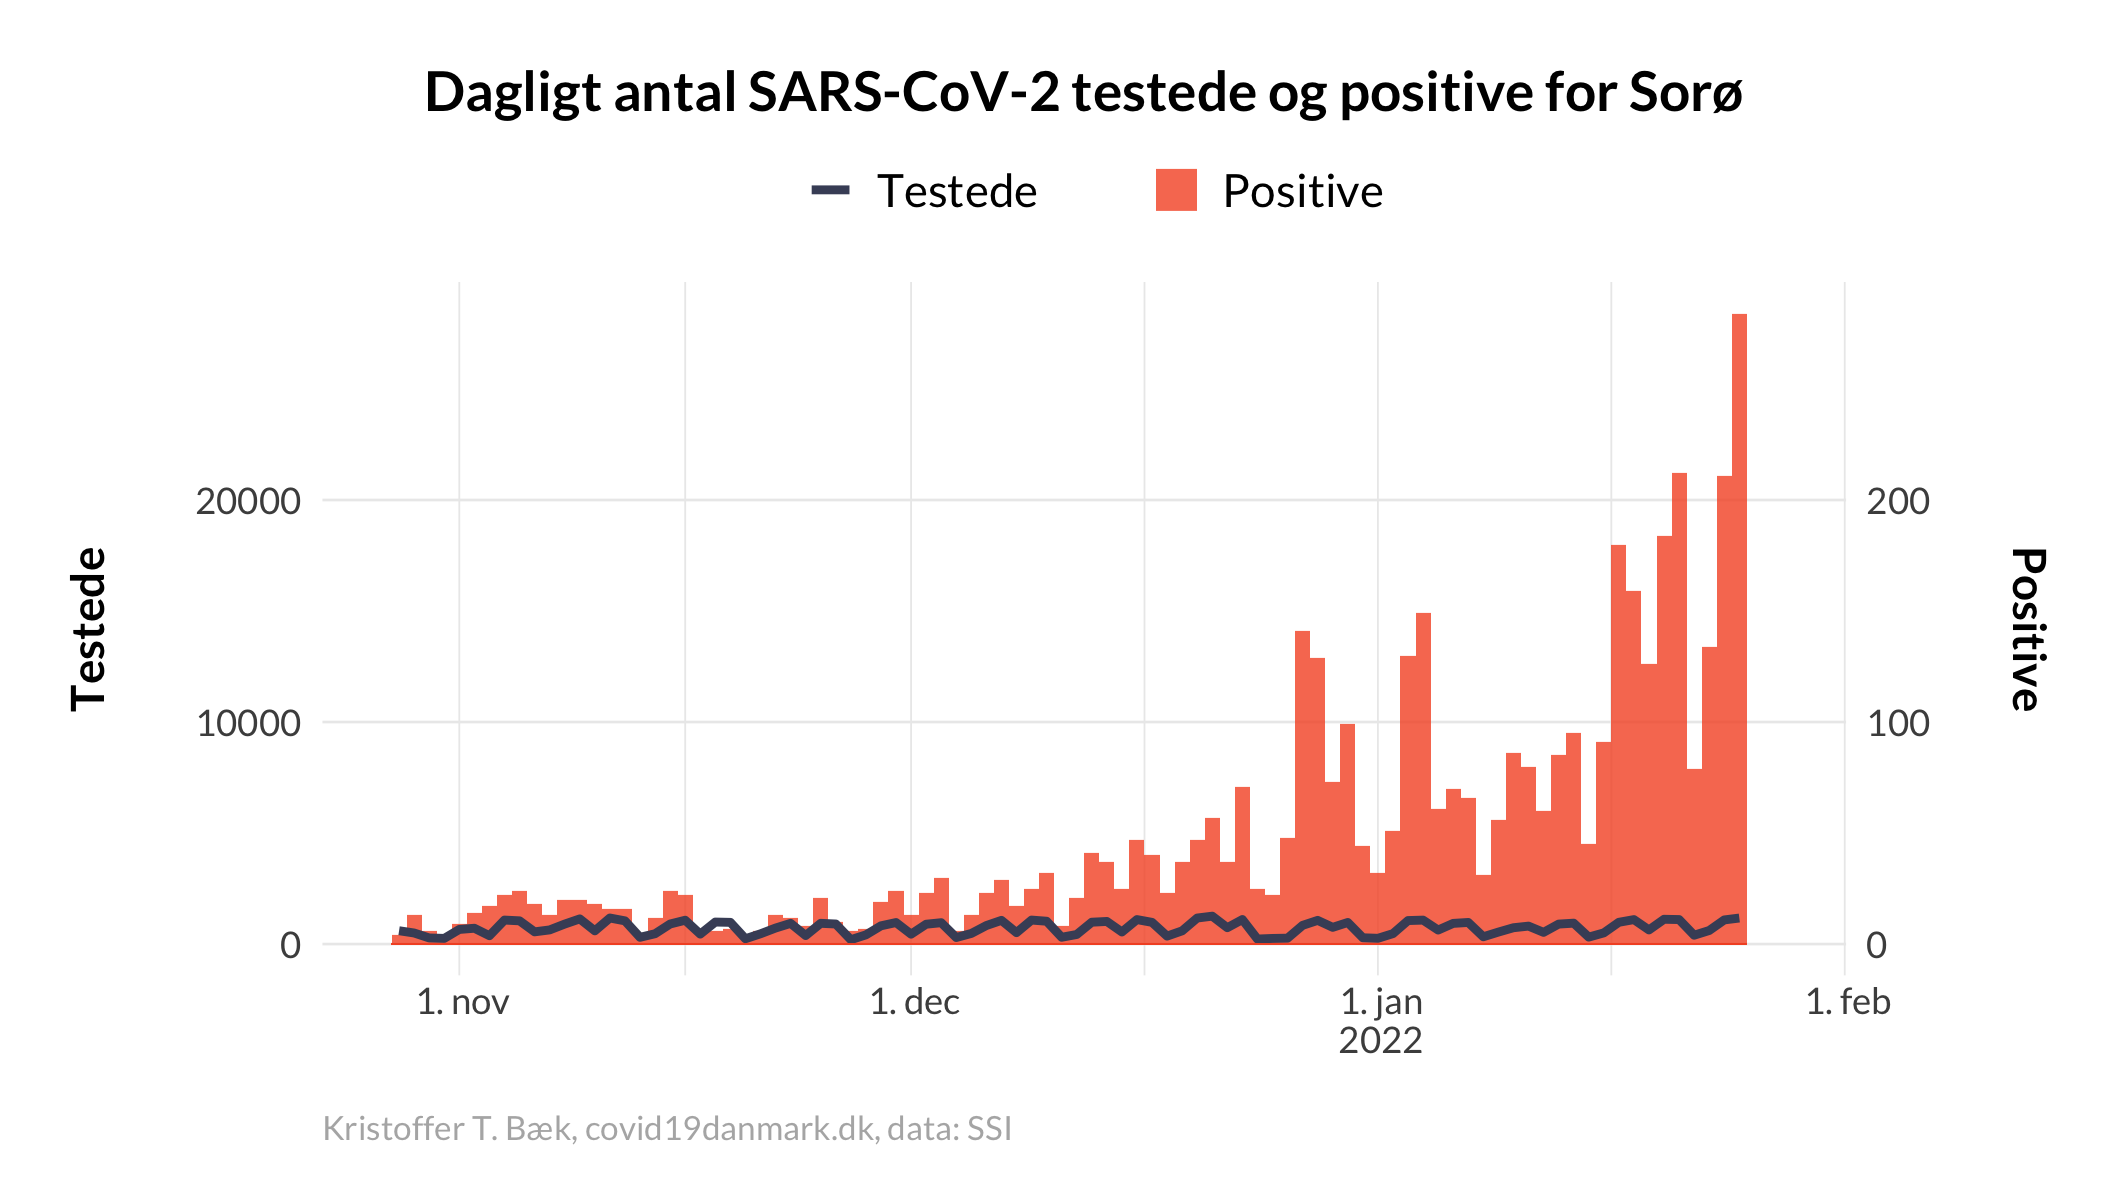 Dagligt antal SARS-CoV-2 testede og positive for Sorø
Testede
Positive
20000
10000
0
Testede
200
100
0
Positive
1. nov
1. dec
1. jan
2022
1. feb
Kristoffer T. Bæk, covid19danmark.dk, data: SSI